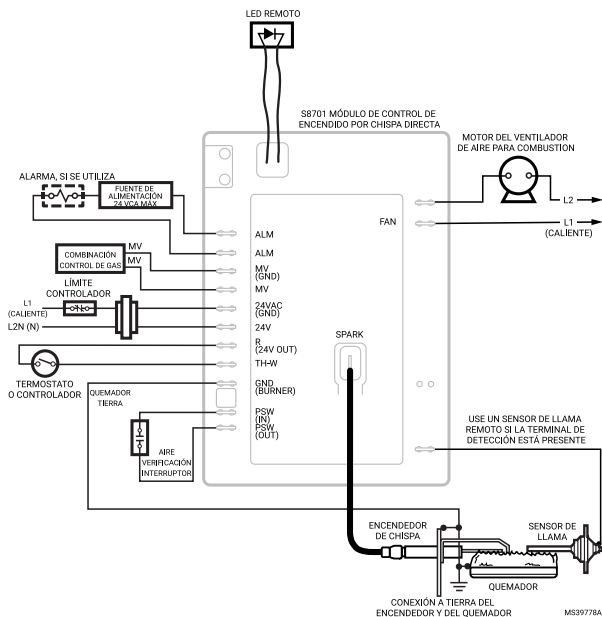 LED REMOTO
S8701 MÓDULO DE CONTROL DE
ENCENDIDO POR CHISPA DIRECTA
MOTOR DEL VENTILADOR
DE AIRE PARA COMBUSTION
L2
L1
(CALIENTE)
FAN
ALARMA, SI SE UTILIZA
FUENTE DE
ALIMENTACIÓN
24 VCA MÁX
ALM
ALM
COMBINACIÓN
CONTROL DE GAS
MV
MV
MV
(GND)
MV
LÍMITE
CONTROLADOR
L1
(CALIENTE)
L2N (N)
24VAC
(GND)
24V
R
(24V OUT)
TH-W
TERMOSTATO
O CONTROLADOR
GND
(BURNER)
QUEMADOR
TIERRA
PSW
(IN)
PSW
(OUT)
AIRE
VERIFICACIÓN
INTERRUPTOR
SPARK
USE UN SENSOR DE LLAMA
REMOTO SI LA TERMINAL DE
DETECCIÓN ESTÁ PRESENTE
ENCENDEDOR
DE CHISPA
SENSOR DE
LLAMA
QUEMADOR
CONEXIÓN A TIERRA DEL
ENCENDEDOR Y DEL QUEMADOR
MS39778A